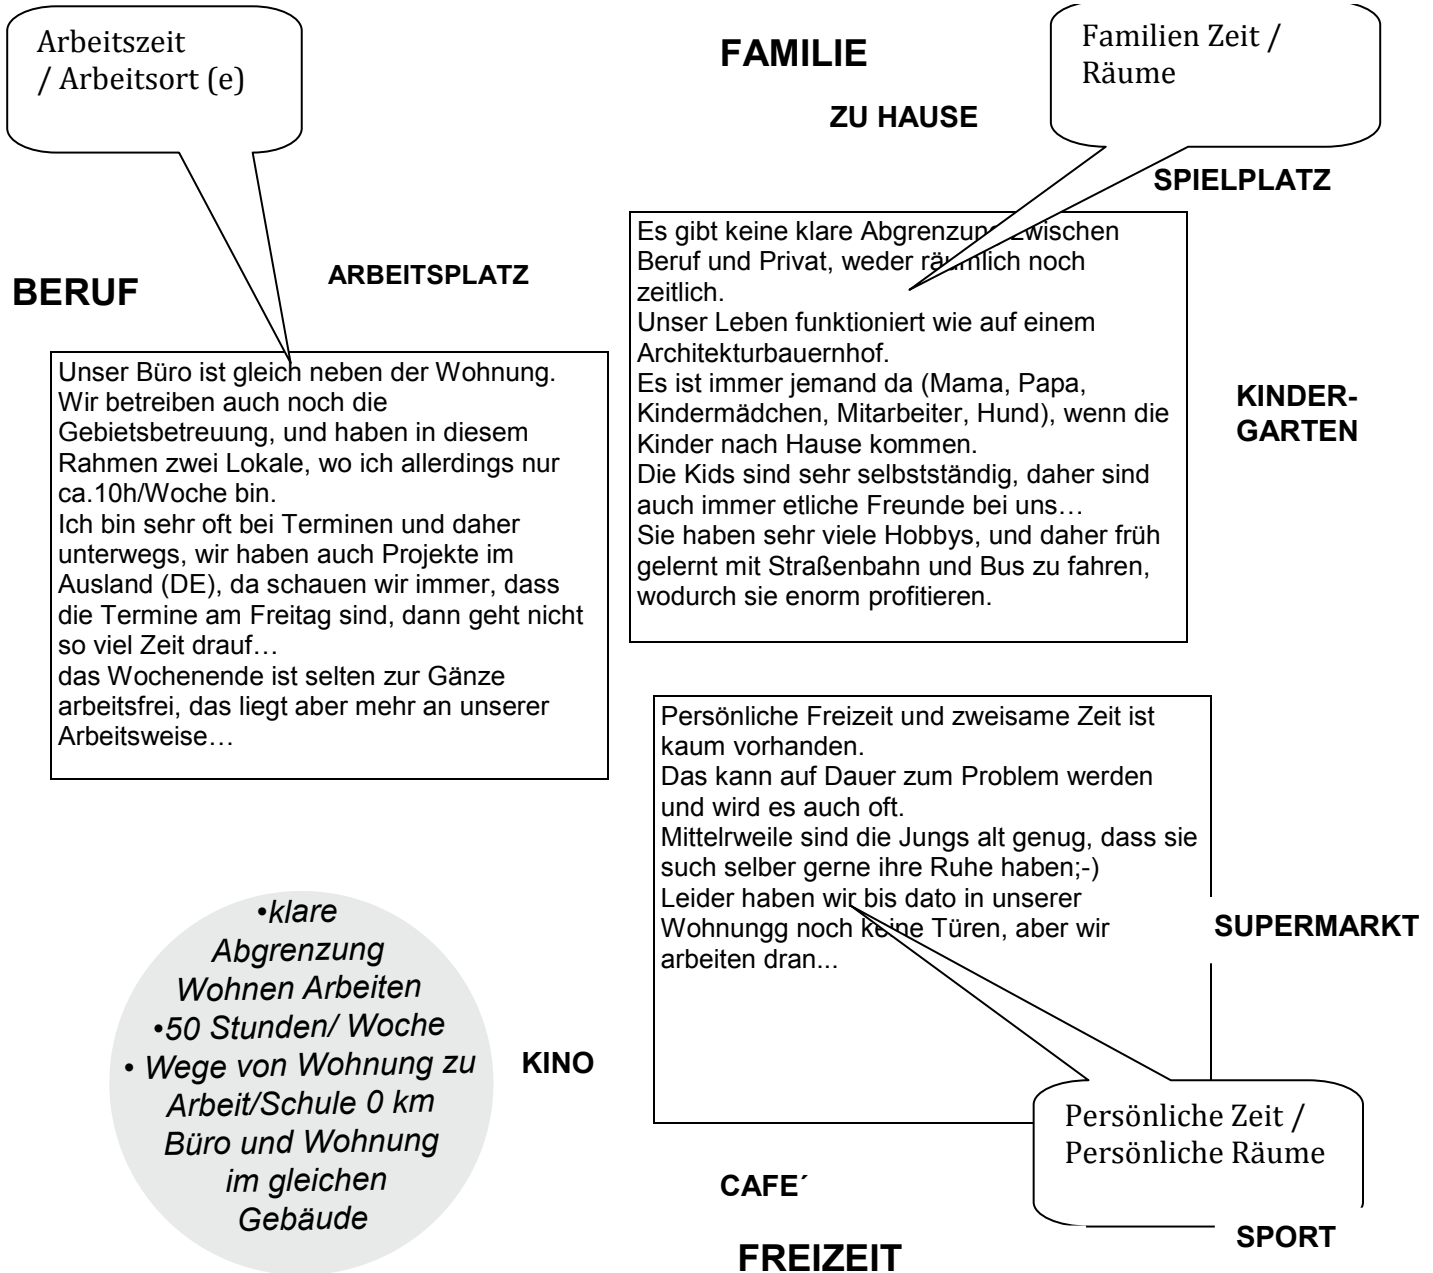 Arbeitszeit
/ Arbeitsort (e)
FAMILIE
ZU HAUSE
Familien Zeit /
Räume
SPIELPLATZ
BERUF
ARBEITSPLATZ
Es gibt keine klare Abgrenzung zwischen
Beruf und Privat, weder räumlich noch
zeitlich.
Unser Leben funktioniert wie auf einem
Architekturbauernhof.
Es ist immer jemand da (Mama, Papa,
Kindermädchen, Mitarbeiter, Hund), wenn die
Kinder nach Hause kommen.
Die Kids sind sehr selbstständig, daher sind
auch immer etliche Freunde bei uns…
Sie haben sehr viele Hobbys, und daher früh
gelernt mit Straßenbahn und Bus zu fahren,
wodurch sie enorm profitieren.
KINDER-
GARTEN
Unser Büro ist gleich neben der Wohnung.
Wir betreiben auch noch die
Gebietsbetreuung, und haben in diesem
Rahmen zwei Lokale, wo ich allerdings nur
ca.10h/Woche bin.
Ich bin sehr oft bei Terminen und daher
unterwegs, wir haben auch Projekte im
Ausland (DE), da schauen wir immer, dass
die Termine am Freitag sind, dann geht nicht
so viel Zeit drauf…
das Wochenende ist selten zur Gänze
arbeitsfrei, das liegt aber mehr an unserer
Arbeitsweise…
Persönliche Freizeit und zweisame Zeit ist
kaum vorhanden.
Das kann auf Dauer zum Problem werden
und wird es auch oft.
Mittelrweile sind die Jungs alt genug, dass sie
such selber gerne ihre Ruhe haben;-)
Leider haben wir bis dato in unserer
Wohnungg noch keine Türen, aber wir
arbeiten dran...
SUPERMARKT
•klare
Abgrenzung
Wohnen Arbeiten
•50 Stunden/ Woche
• Wege von Wohnung zu
Arbeit/Schule 0 km
Büro und Wohnung
im gleichen
Gebäude
KINO
Persönliche Zeit /
Persönliche Räume
CAFE´
SPORT
FREIZEIT